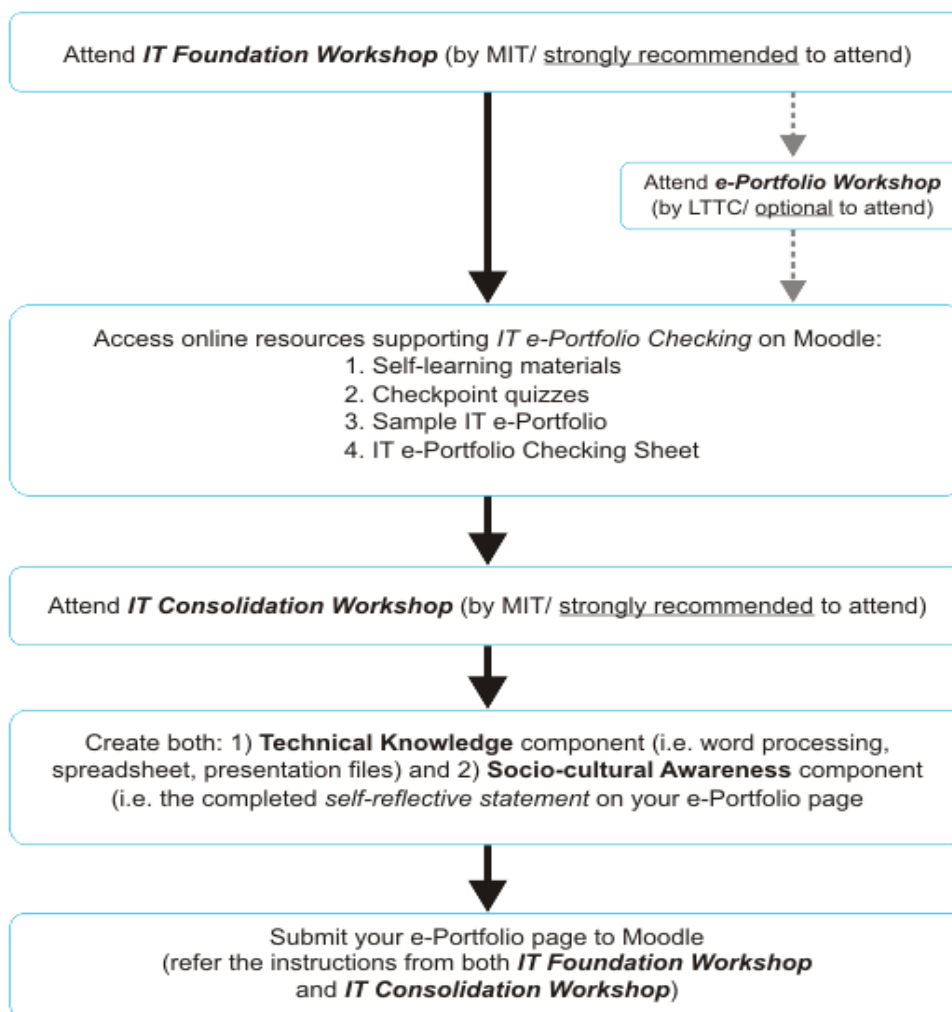 Attend IT Foundation Workshop (by MIT/ strongly recommended to attend)
Attend e-Portfolio Workshop
(by LTTC/ optional to attend)
Access online resources supporting IT e-Portfolio Checking on Moodle:
1. Self-learning materials
2. Checkpoint quizzes
3. Sample IT e-Portfolio
4. IT e-Portfolio Checking Sheet
Attend IT Consolidation Workshop (by MIT/ strongly recommended to attend)
Create both: 1) Technical Knowledge component (i.e. word processing,
spreadsheet, presentation files) and 2) Socio-cultural Awareness component
(i.e. the completed self-reflective statement on your e-Portfolio page
Submit your e-Portfolio page to Moodle
(refer the instructions from both IT Foundation Workshop
and IT Consolidation Workshop)